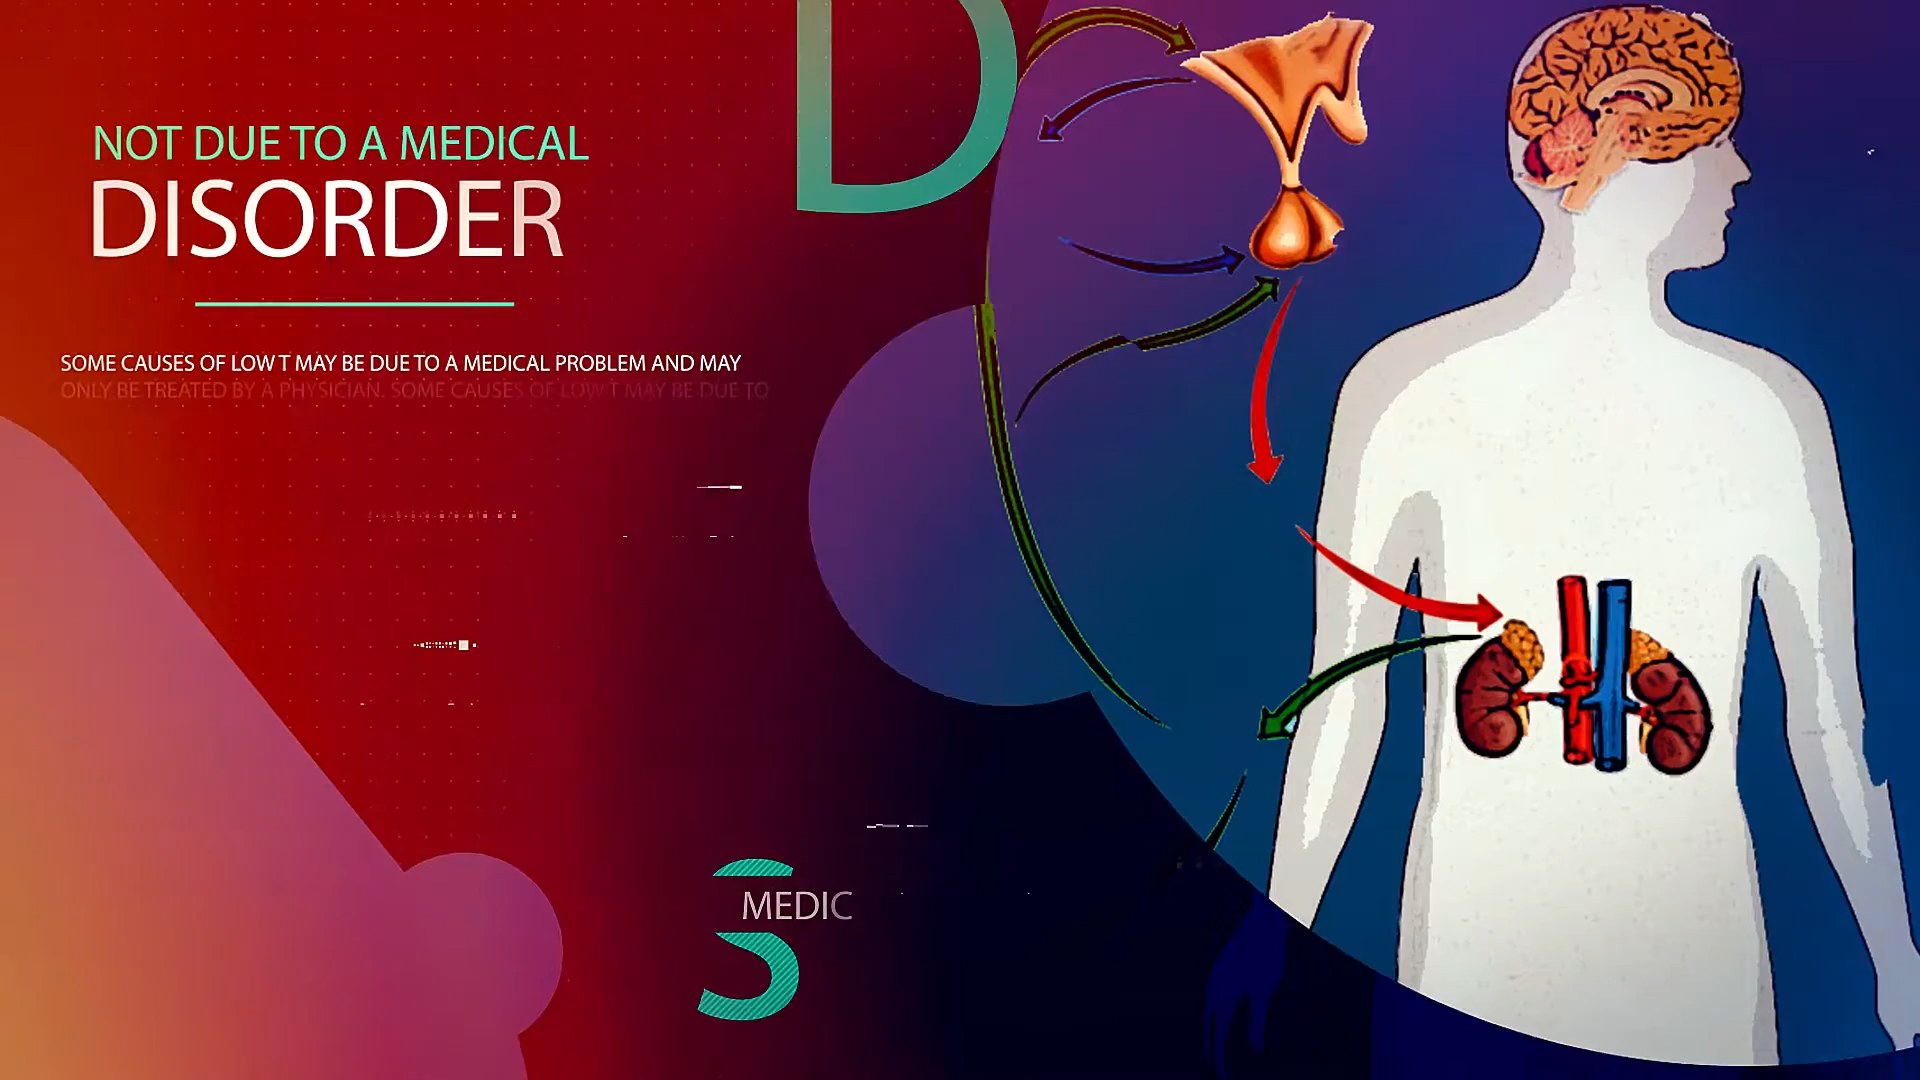 D
NOT DUE TO A MEDICAL
DISORDER
SOME CAUSES OF LOW T MAY BE DUE TO A MEDICAL PROBLEM AND MAY
ONLY BE TREATED BY A PHYSICIAN. SOME CAUSES OF LOW T MAY BE DUE TO
3
MEDIC